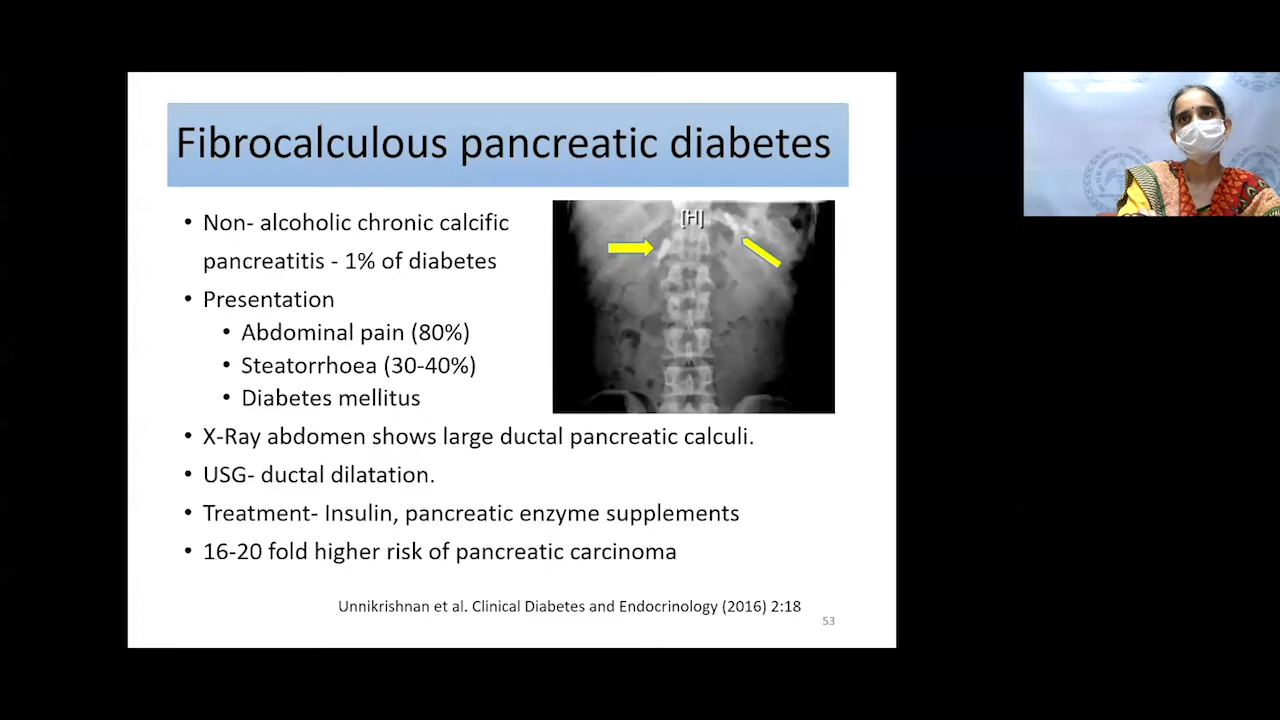 Fibrocalculous pancreatic diabetes
• Non- alcoholic chronic calcific
pancreatitis - 1% of diabetes
[H]
• Presentation
• Abdominal pain (80%)
• Steatorrhoea (30-40%)
• Diabetes mellitus
• X-Ray abdomen shows large ductal pancreatic calculi.
• USG- ductal dilatation.
• Treatment- Insulin, pancreatic enzyme supplements
• 16-20 fold higher risk of pancreatic carcinoma
Unnikrishnan et al. Clinical Diabetes and Endocrinology (2016) 2:18
53